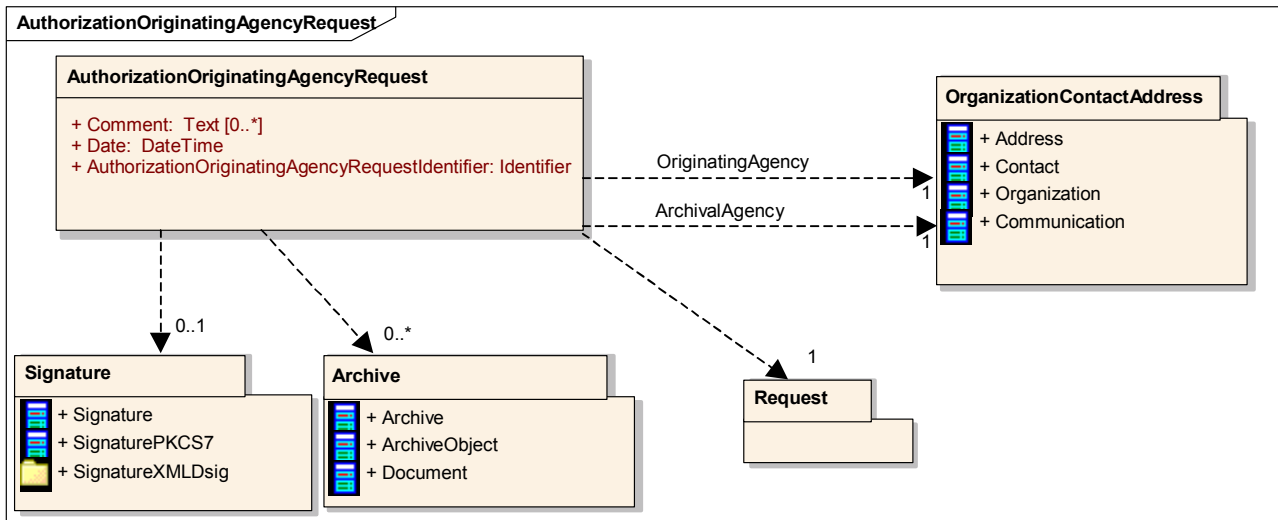 AuthorizationOriginatingAgencyRequest
AuthorizationOriginatingAgencyRequest
+ Comment: Text [0..*]
+ Date: DateTime
+ AuthorizationOriginatingAgencyRequestIdentifier: Identifier
OriginatingAgency
1
ArchivalAgency
1
OrganizationContactAddress
+ Address
+ Contact
+ Organization
+ Communication
0..1
0..*
1
Signature
+ Signature
+ SignaturePKCS7
+ SignatureXMLDsig
Archive
+ Archive
+ ArchiveObject
+ Document
Request